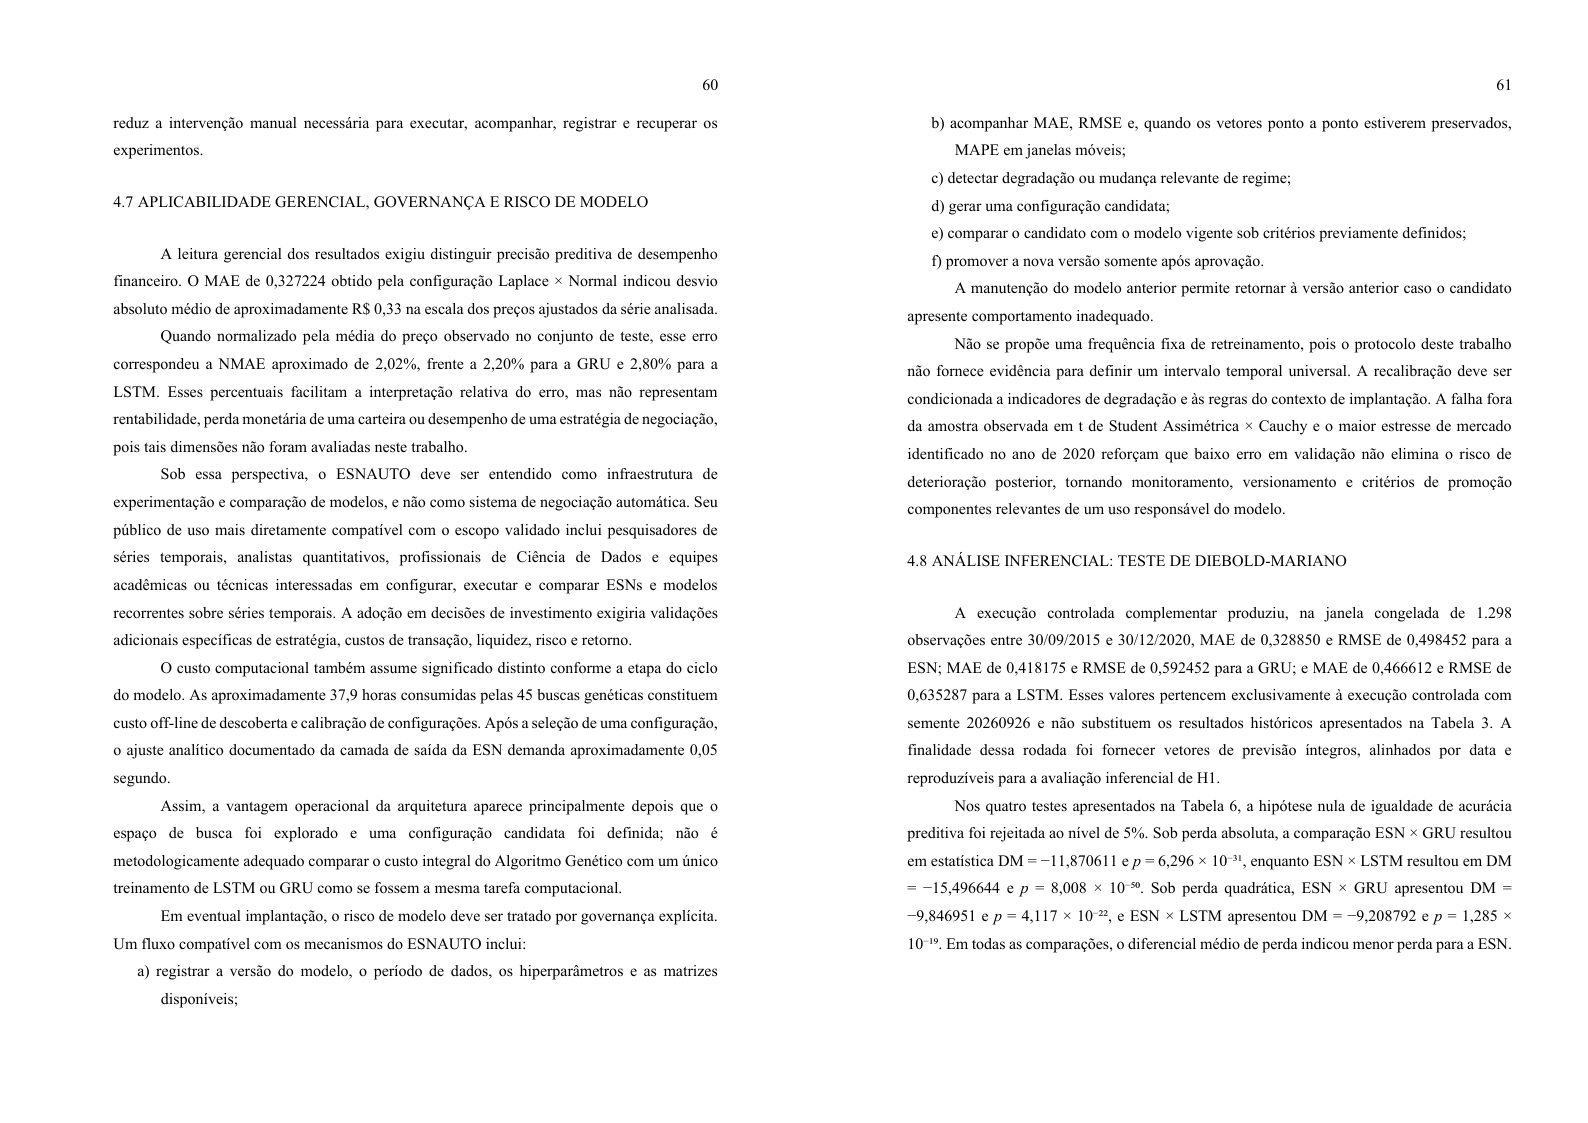 60
reduz a intervenção manual necessária para executar, acompanhar, registrar e recuperar os
experimentos.
4.7 APLICABILIDADE GERENCIAL, GOVERNANÇA E RISCO DE MODELO
A leitura gerencial dos resultados exigiu distinguir precisão preditiva de desempenho
financeiro. O MAE de 0,327224 obtido pela configuração Laplace × Normal indicou desvio
absoluto médio de aproximadamente R$ 0,33 na escala dos preços ajustados da série analisada.
Quando normalizado pela média do preço observado no conjunto de teste, esse erro
correspondeu a NMAE aproximado de 2,02%, frente a 2,20% para a GRU e 2,80% para a
LSTM. Esses percentuais facilitam a interpretação relativa do erro, mas não representam
rentabilidade, perda monetária de uma carteira ou desempenho de uma estratégia de negociação,
pois tais dimensões não foram avaliadas neste trabalho.
Sob essa perspectiva, o ESNAUTO deve ser entendido como infraestrutura de
experimentação e comparação de modelos, e não como sistema de negociação automática. Seu
público de uso mais diretamente compatível com o escopo validado inclui pesquisadores de
séries temporais, analistas quantitativos, profissionais de Ciência de Dados e equipes
acadêmicas ou técnicas interessadas em configurar, executar e comparar ESNs e modelos
recorrentes sobre séries temporais. A adoção em decisões de investimento exigiria validações
adicionais específicas de estratégia, custos de transação, liquidez, risco e retorno.
O custo computacional também assume significado distinto conforme a etapa do ciclo
do modelo. As aproximadamente 37,9 horas consumidas pelas 45 buscas genéticas constituem
custo off-line de descoberta e calibração de configurações. Após a seleção de uma configuração,
o ajuste analítico documentado da camada de saída da ESN demanda aproximadamente 0,05
segundo.
Assim, a vantagem operacional da arquitetura aparece principalmente depois que o
espaço de busca foi explorado e uma configuração candidata foi definida; não é
metodologicamente adequado comparar o custo integral do Algoritmo Genético com um único
treinamento de LSTM ou GRU como se fossem a mesma tarefa computacional.
Em eventual implantação, o risco de modelo deve ser tratado por governança explícita.
Um fluxo compatível com os mecanismos do ESNAUTO inclui:
a) registrar a versão do modelo, o período de dados, os hiperparâmetros e as matrizes
disponíveis;
61
b) acompanhar MAE, RMSE e, quando os vetores ponto a ponto estiverem preservados,
MAPE em janelas móveis;
c) detectar degradação ou mudança relevante de regime;
d) gerar uma configuração candidata;
e) comparar o candidato com o modelo vigente sob critérios previamente definidos;
f) promover a nova versão somente após aprovação.
A manutenção do modelo anterior permite retornar à versão anterior caso o candidato
apresente comportamento inadequado.
Não se propõe uma frequência fixa de retreinamento, pois o protocolo deste trabalho
não fornece evidência para definir um intervalo temporal universal. A recalibração deve ser
condicionada a indicadores de degradação e às regras do contexto de implantação. A falha fora
da amostra observada em t de Student Assimétrica × Cauchy e o maior estresse de mercado
identificado no ano de 2020 reforçam que baixo erro em validação não elimina o risco de
deterioração posterior, tornando monitoramento, versionamento e critérios de promoção
componentes relevantes de um uso responsável do modelo.
4.8 ANÁLISE INFERENCIAL: TESTE DE DIEBOLD-MARIANO
A execução controlada complementar produziu, na janela congelada de 1.298
observações entre 30/09/2015 e 30/12/2020, MAE de 0,328850 e RMSE de 0,498452 para a
ESN; MAE de 0,418175 e RMSE de 0,592452 para a GRU; e MAE de 0,466612 e RMSE de
0,635287 para a LSTM. Esses valores pertencem exclusivamente à execução controlada com
semente 20260926 e não substituem os resultados históricos apresentados na Tabela 3. A
finalidade dessa rodada foi fornecer vetores de previsão íntegros, alinhados por data e
reproduzíveis para a avaliação inferencial de H1.
Nos quatro testes apresentados na Tabela 6, a hipótese nula de igualdade de acurácia
preditiva foi rejeitada ao nível de 5%. Sob perda absoluta, a comparação ESN × GRU resultou
em estatística DM = −11,870611 e p = 6,296 × 10⁻³¹, enquanto ESN × LSTM resultou em DM
= −15,496644 e p = 8,008 × 10⁻⁵⁰. Sob perda quadrática, ESN × GRU apresentou DM =
−9,846951 e p = 4,117 × 10⁻²², e ESN × LSTM apresentou DM = −9,208792 e p = 1,285 ×
10⁻¹⁹. Em todas as comparações, o diferencial médio de perda indicou menor perda para a ESN.